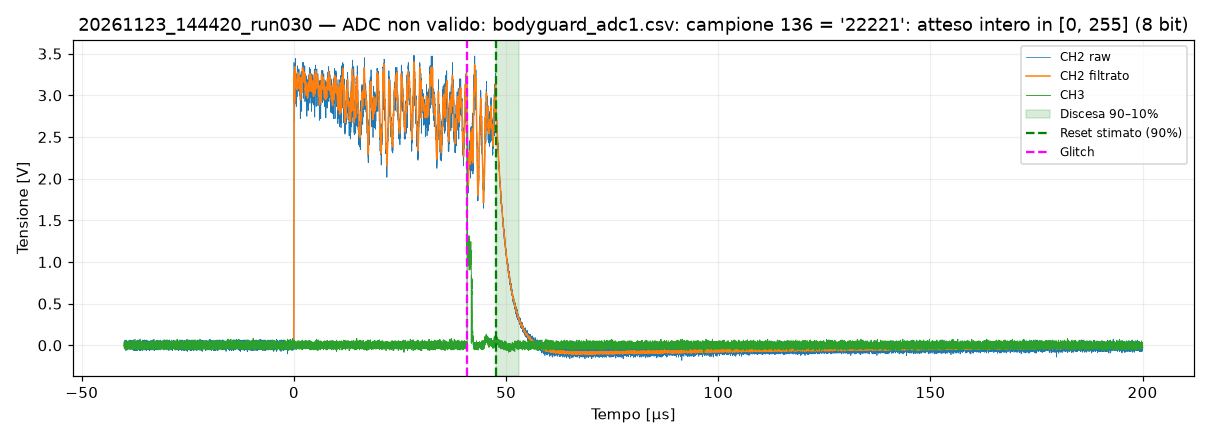 20261123_144420_run030 — ADC non valido: bodyguard_adc1.csv: campione 136 = '22221': atteso intero in [0, 255] (8 bit)
Tensione [V]
3.5
3.0
2.5
2.0
1.5
1.0
0.5
0.0
CH2 raw
CH2 filtrato
CH3
Discesa 90–10%
Reset stimato (90%)
Glitch
−50
0
50
100
150
200
Tempo [µs]